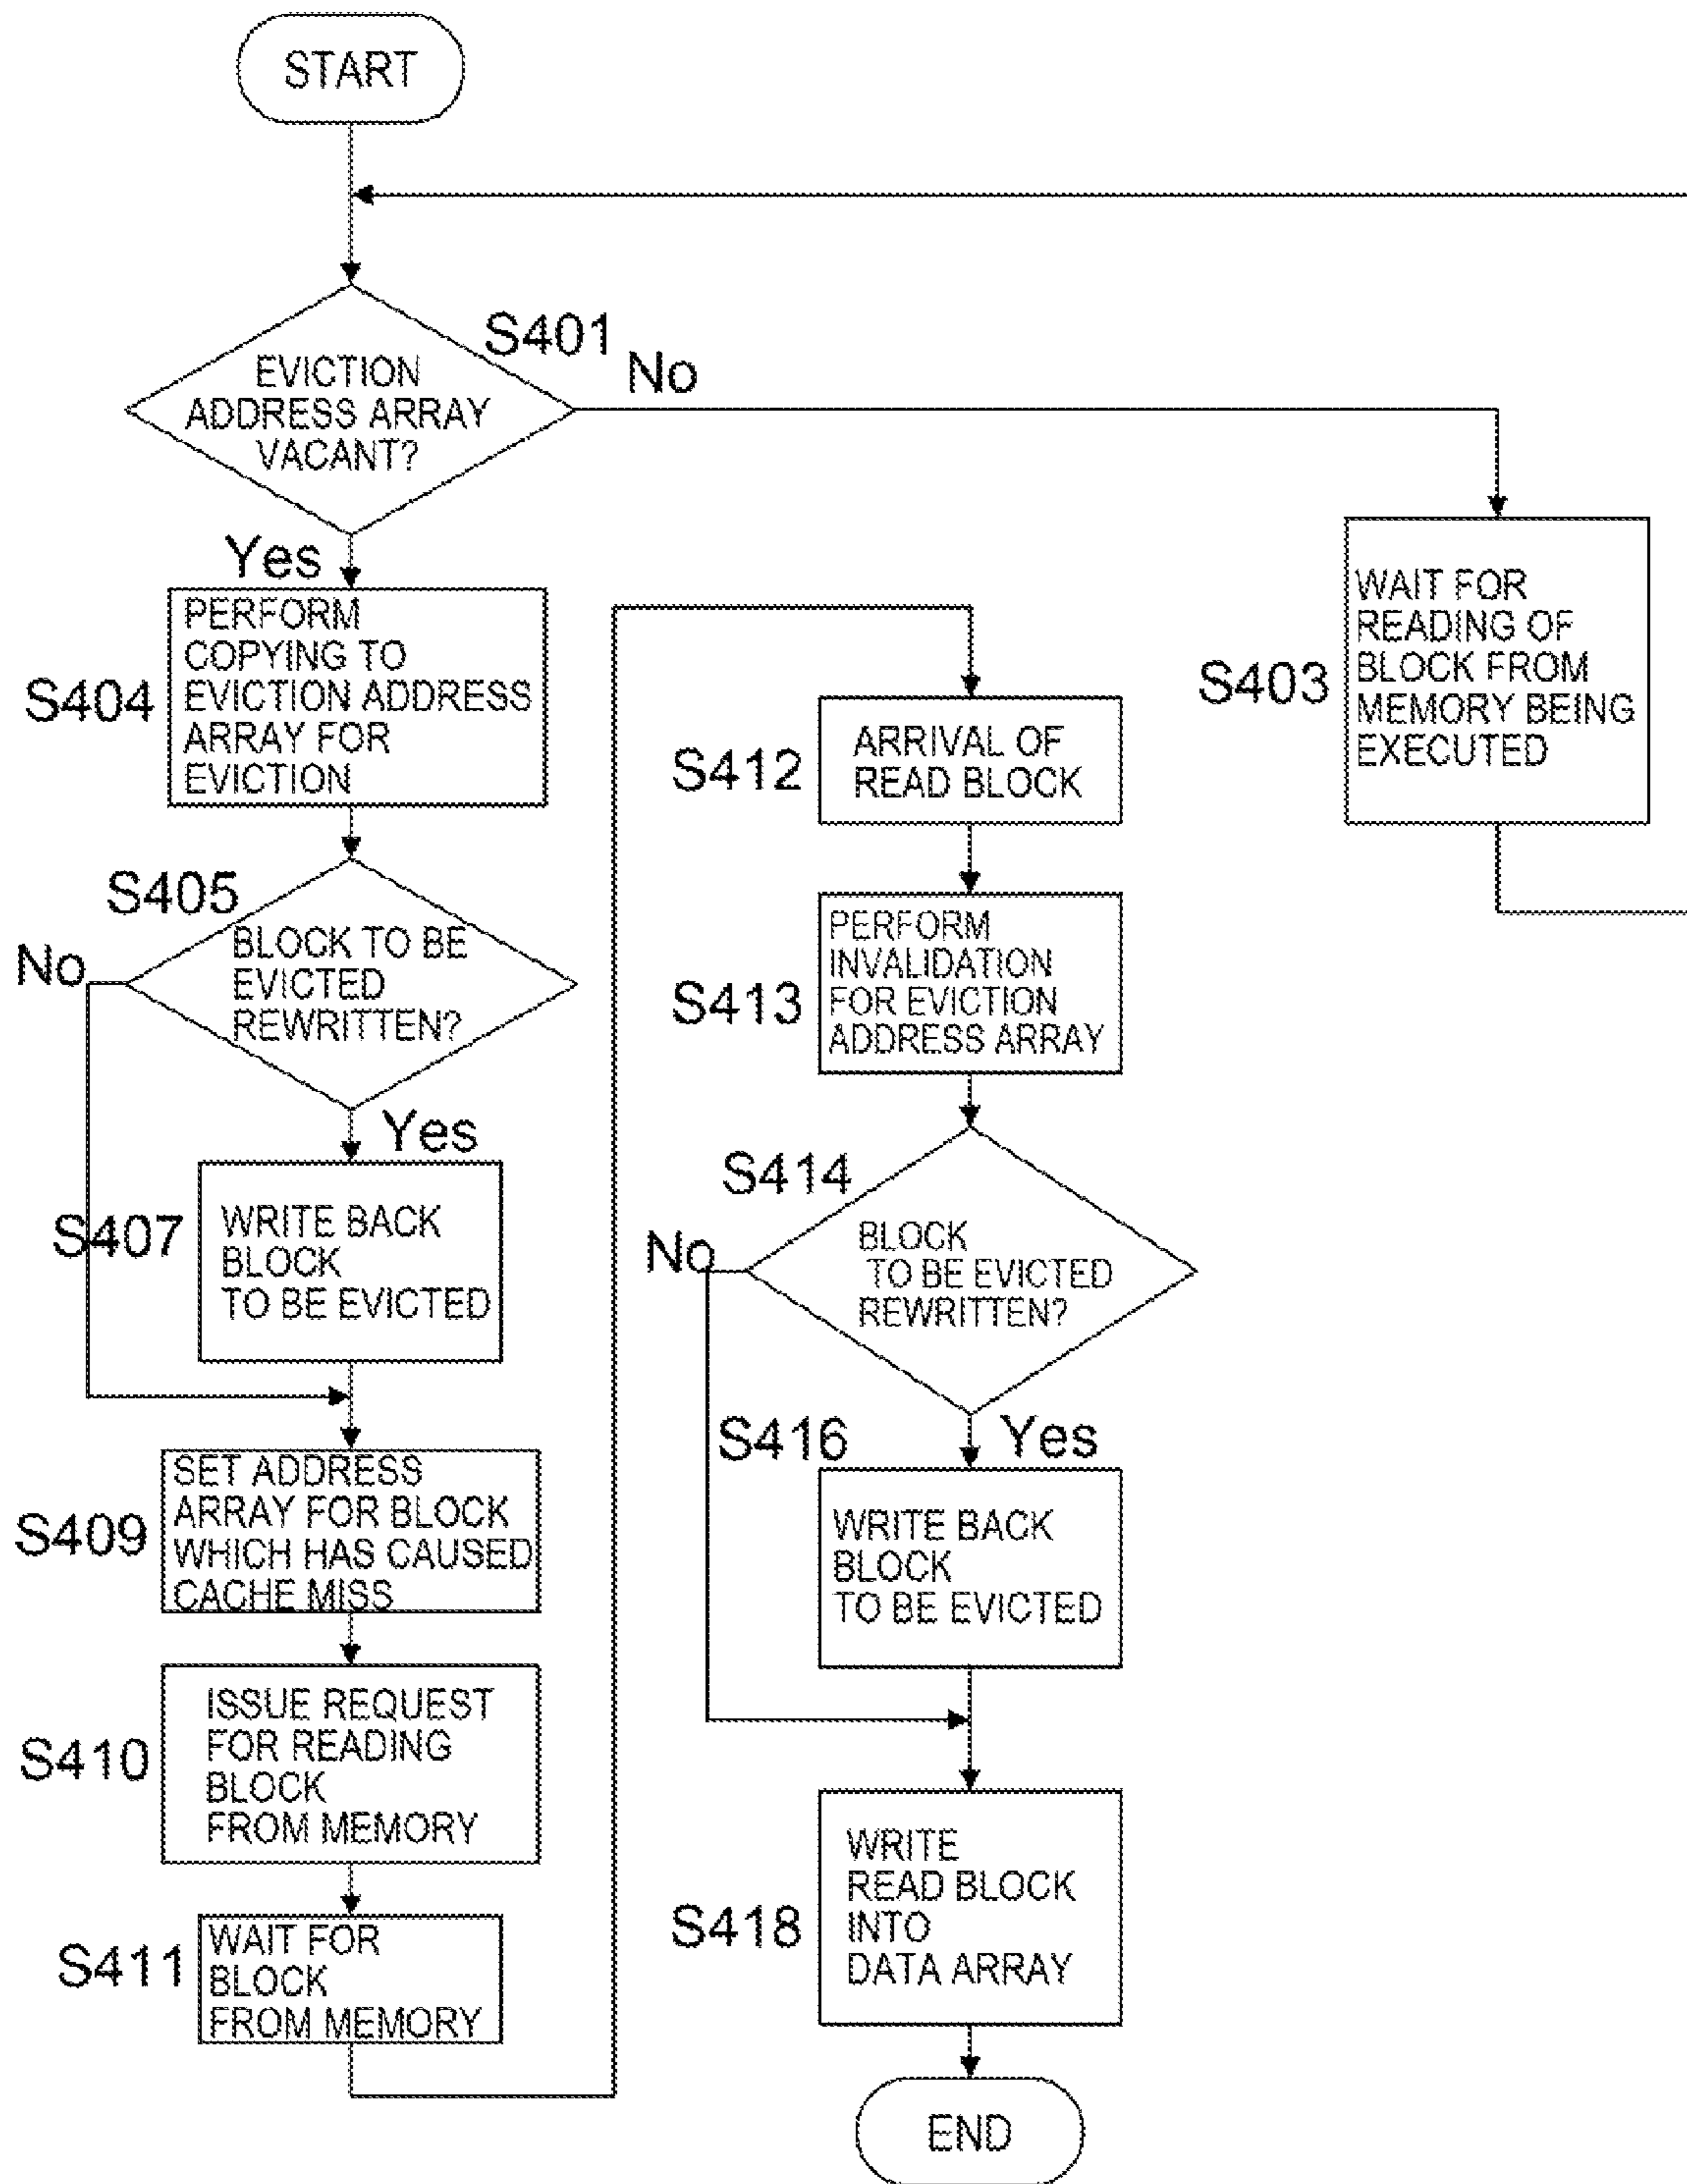 START
S401
EVICTION
ADDRESS ARRAY
VACANT?
No
Yes
S404
PERFORM
COPYING TO
EVICTION ADDRESS
ARRAY FOR
EVICTION
S403
WAIT FOR
READING OF
BLOCK FROM
MEMORY BEING
EXECUTED
S405
BLOCK TO BE
EVICTED
REWRITTEN?
No
Yes
S407
WRITE BACK
BLOCK
TO BE EVICTED
S409
SET ADDRESS
ARRAY FOR BLOCK
WHICH HAS CAUSED
CACHE MISS
S410
ISSUE REQUEST
FOR READING
BLOCK
FROM MEMORY
S411
WAIT FOR
BLOCK
FROM MEMORY
S412
ARRIVAL OF
READ BLOCK
S413
PERFORM
INVALIDATION
FOR EVICTION
ADDRESS ARRAY
S414
BLOCK
TO BE EVICTED
REWRITTEN?
No
Yes
S416
WRITE BACK
BLOCK
TO BE EVICTED
S418
WRITE
READ BLOCK
INTO
DATA ARRAY
END